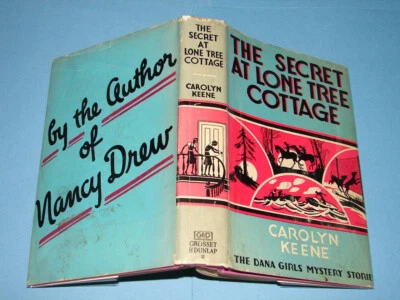 by the Author
of
Nancy Drew
THE
SECRET
AT
LONE TREE
COTTAGE
CAROLYN
KEENE
G&D
GROSSET
& DUNLAP
THE SECRET
AT LONE TREE
COTTAGE
CAROLYN
KEENE
THE DANA GIRLS MYSTERY STORIES